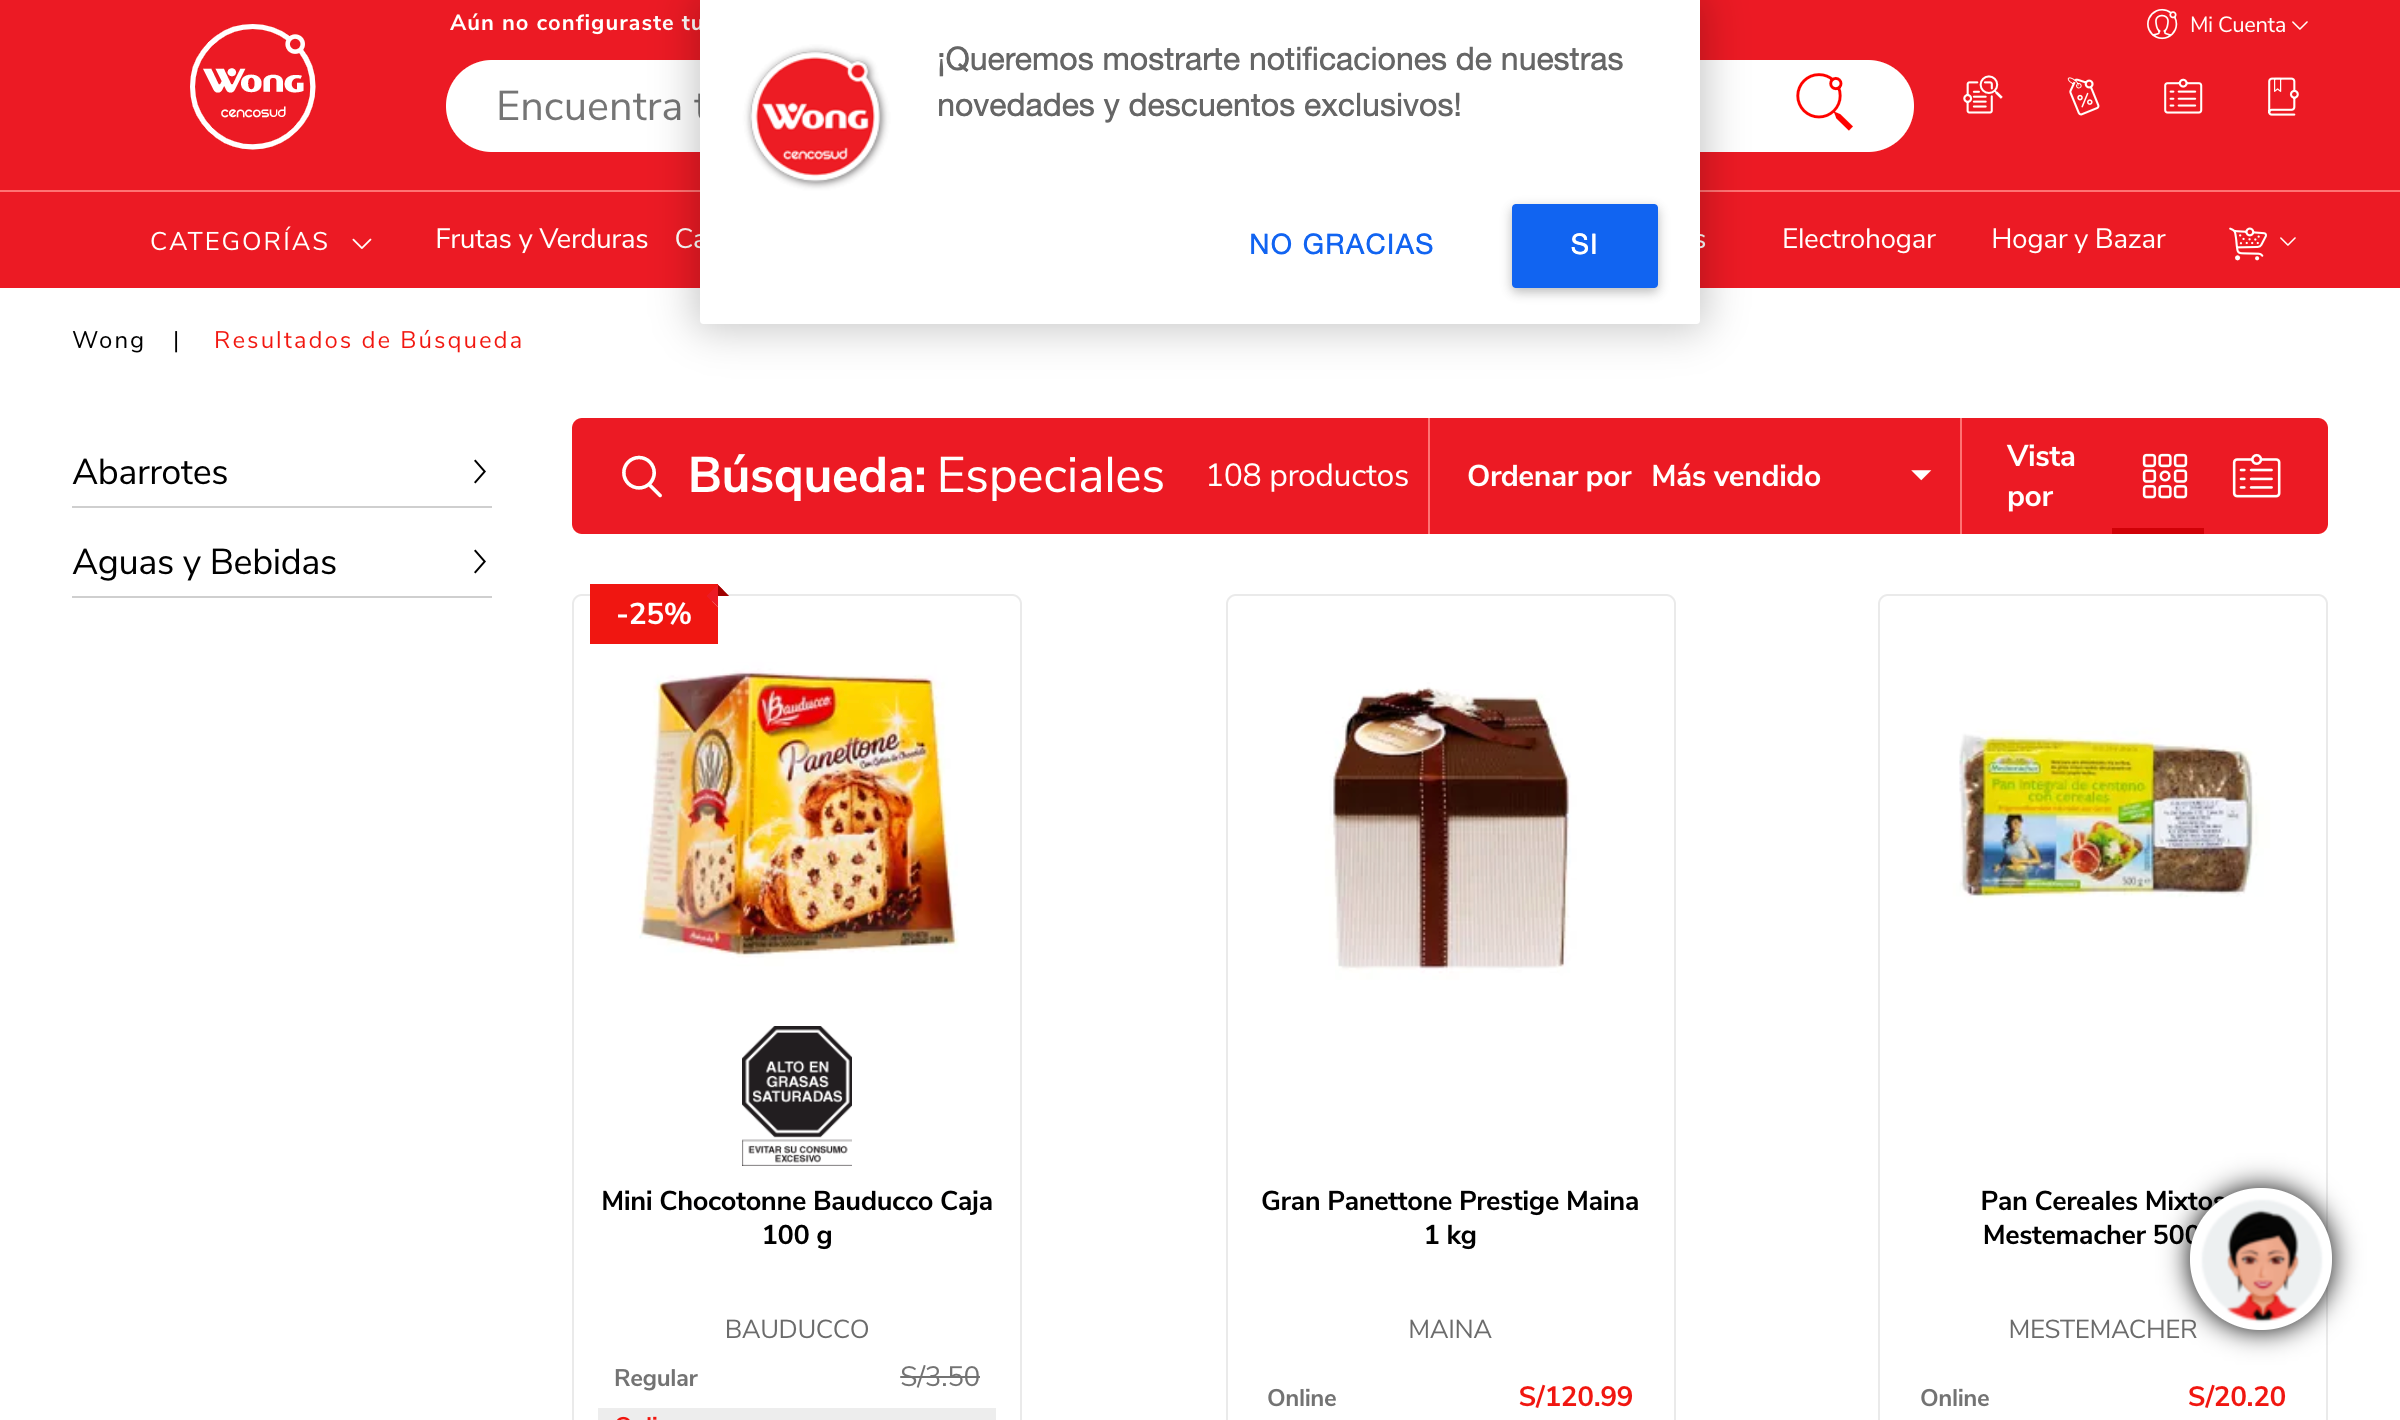 Aún no configuraste tu
Mi Cuenta
Wong
cencosud
Encuentra
¡Queremos mostrarte notificaciones de nuestras
novedades y descuentos exclusivos!
Wong
cencosud
NO GRACIAS
SI
CATEGORÍAS
Frutas y Verduras
Electrohogar
Hogar y Bazar
Wong | Resultados de Búsqueda
Abarrotes
Aguas y Bebidas
Búsqueda: Especiales
108 productos
Ordenar por Más vendido
Vista
por
-25%
Bauducco
Panettone
Mestemacher
Pan integral de centeno
con cereales
500 g
ALTO EN
GRASAS
SATURADAS
EVITAR SU CONSUMO
EXCESIVO
Mini Chocotonne Bauducco Caja
100 g
BAUDUCCO
Regular
S/3.50
Gran Panettone Prestige Maina
1 kg
MAINA
Online
S/120.99
Pan Cereales Mixtos
Mestemacher 500
MESTEMACHER
Online
S/20.20